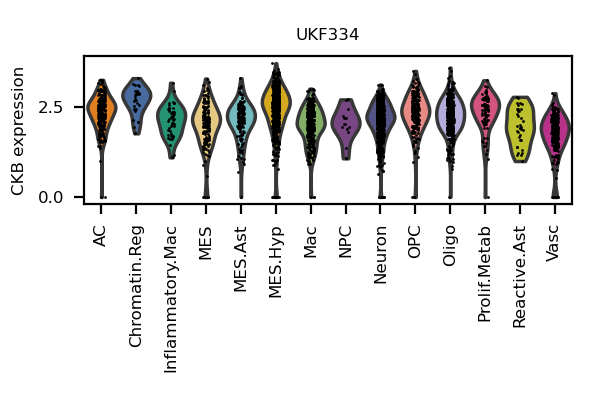 UKF334
CKB expression
2.5
0.0
AC
Chromatin.Reg
Inflammatory.Mac
MES
MES.Ast
MES.Hyp
Mac
NPC
Neuron
OPC
Oligo
Prolif.Metab
Reactive.Ast
Vasc